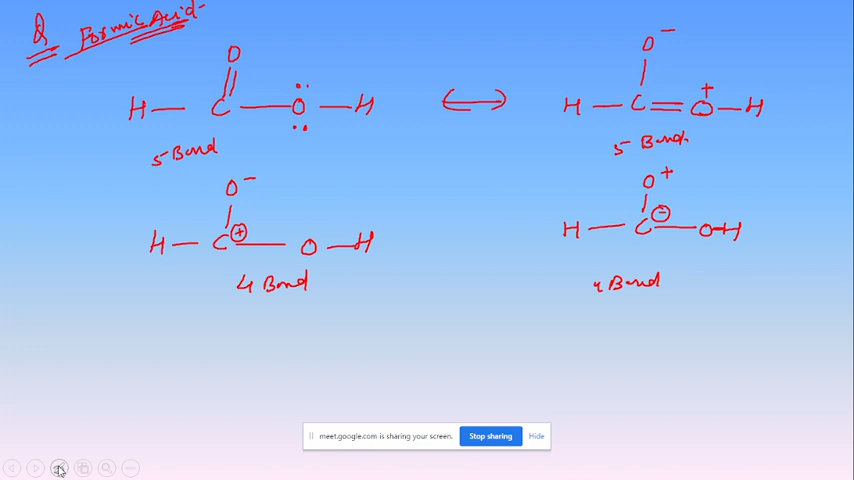 Q Formic Acid-
O O⁻
H — C — O — H ⟷ H — C = O⁺ — H
5 Bond 5 Bond
O⁻ O⁺
H — C⊕ — O — H H — C⊖ — O-H
4 Bond 4 Bond
meet.google.com is sharing your screen. Stop sharing Hide